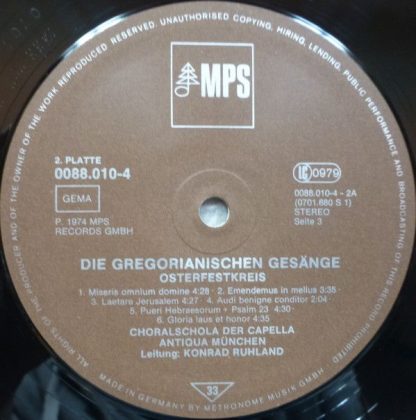 ALL RIGHTS OF THE PRODUCER AND OF THE OWNER OF THE WORK REPRODUCED RESERVED. UNAUTHORISED COPYING, HIRING, LENDING, PUBLIC PERFORMANCE AND BROADCASTING OF THIS RECORD PROHIBITED
MPS
2. PLATTE
0088.010-4
GEMA
P. 1974 MPS
RECORDS GMBH
LC 0979
0088.010-4 - 2A
(0701.680 S 1)
STEREO
Seite 3
DIE GREGORIANISCHEN GESÄNGE
OSTERFESTKREIS
1. Miseris omnium domine 4:28 · 2. Emendemus in melius 3:35 ·
3. Laetare Jerusalem 4:27 · 4. Audi benigne conditor 2:04 ·
5. Pueri Hebraesorum · Psalm 23 4:30
6. Gloria laus et honor 4:35
CHORALSCHOLA DER CAPELLA
ANTIQUA MÜNCHEN
Leitung: KONRAD RUHLAND
33
MADE IN GERMANY BY METRONOME MUSIK GMBH